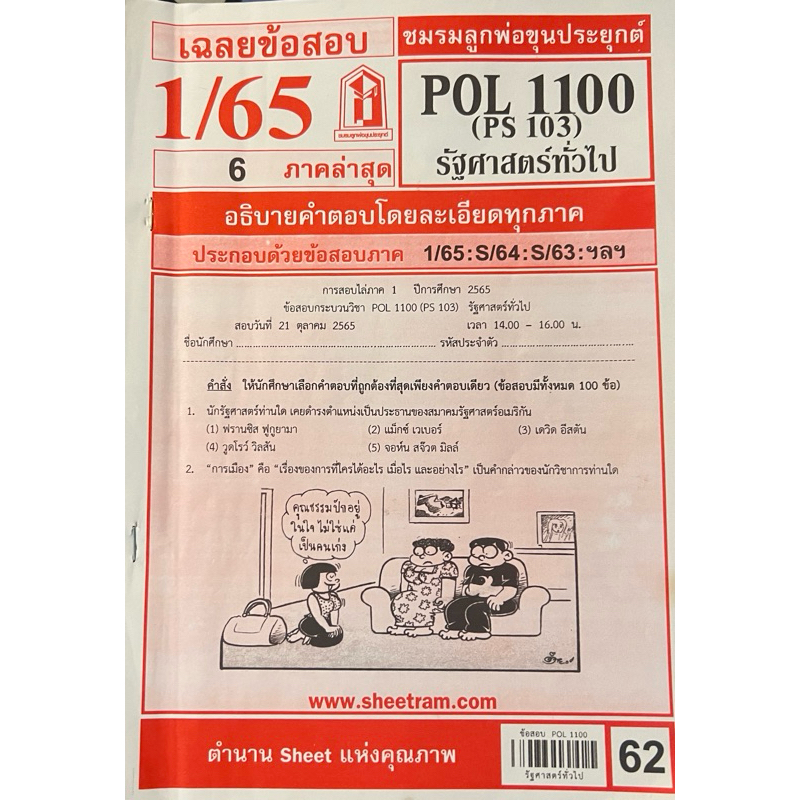 เฉลยข้อสอบ
ชมรมลูกพ่อขุนประยุกต์
1/65
ชมรมลูกพ่อขุนประยุกต์
POL 1100
(PS 103)
รัฐศาสตร์ทั่วไป
6 ภาคล่าสุด
อธิบายคำตอบโดยละเอียดทุกภาค
ประกอบด้วยข้อสอบภาค 1/65:S/64:S/63:ฯลฯ
การสอบไล่ภาค 1 ปีการศึกษา 2565
ข้อสอบกระบวนวิชา POL 1100 (PS 103) รัฐศาสตร์ทั่วไป
สอบวันที่ 21 ตุลาคม 2565 เวลา 14.00 – 16.00 น.
ชื่อนักศึกษา ........................................................ รหัสประจำตัว ........................................
คำสั่ง ให้นักศึกษาเลือกคำตอบที่ถูกต้องที่สุดเพียงคำตอบเดียว (ข้อสอบมีทั้งหมด 100 ข้อ)
1. นักรัฐศาสตร์ท่านใด เคยดำรงตำแหน่งเป็นประธานของสมาคมรัฐศาสตร์อเมริกัน
(1) ฟรานซิส ฟูกูยามา (2) แม็กซ์ เวเบอร์ (3) เดวิด อีสตัน
(4) วูดโรว์ วิลสัน (5) จอห์น สจ๊วต มิลล์
2. "การเมือง" คือ "เรื่องของการที่ใครได้อะไร เมื่อไร และอย่างไร" เป็นคำกล่าวของนักวิชาการท่านใด
คุณธรรมป๋าอยู่
ในใจ ไม่ใช่แค่
เป็นคนเก่ง
www.sheetram.com
ตำนาน Sheet แห่งคุณภาพ
ข้อสอบ POL 1100
รัฐศาสตร์ทั่วไป
62